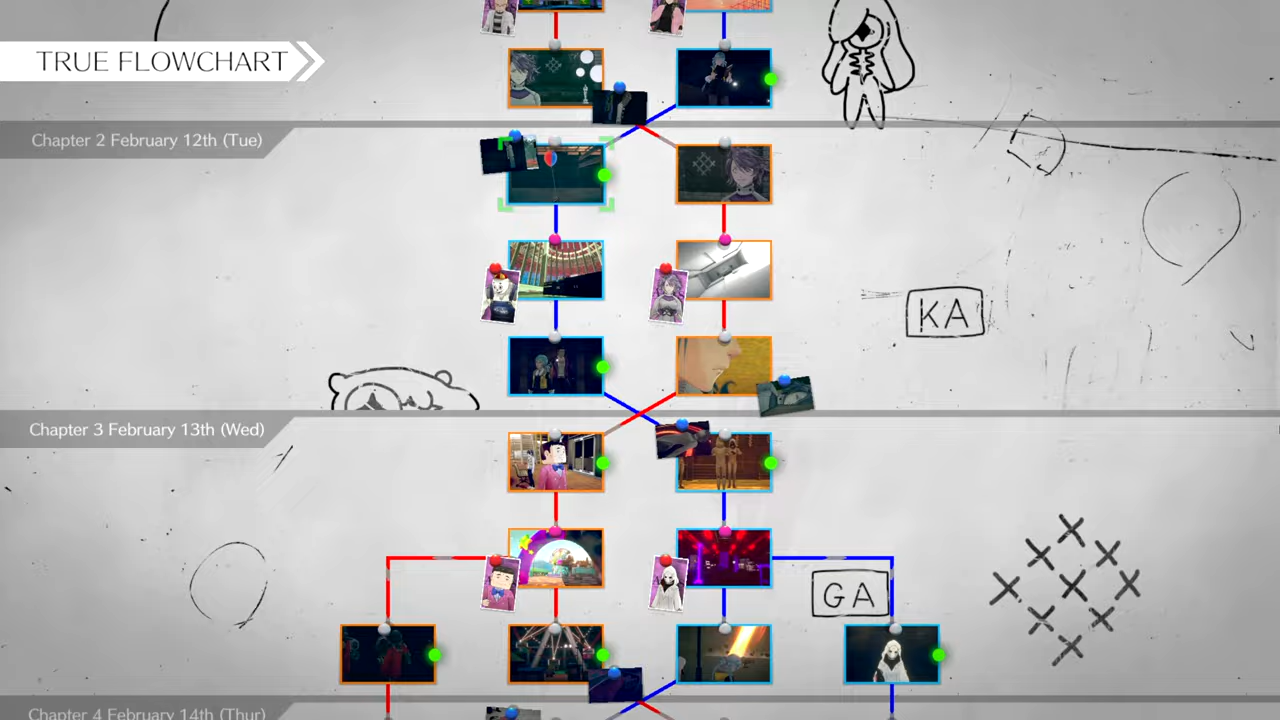 TRUE FLOWCHART
Chapter 2 February 12th (Tue)
KA
Chapter 3 February 13th (Wed)
GA
Chapter 4 February 14th (Thur)